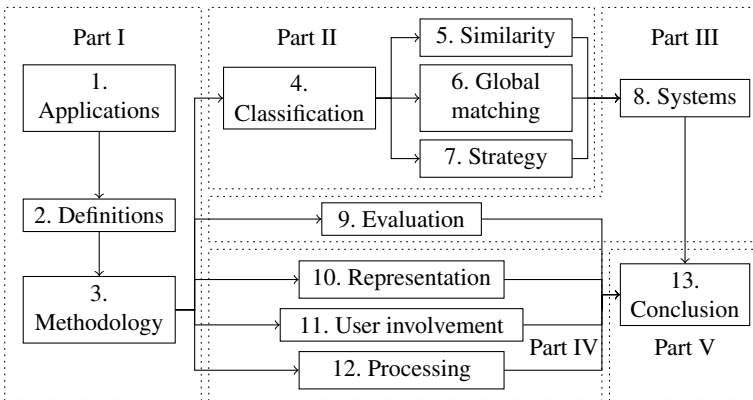 Part I
Part II
Part III
1.
Applications
2. Definitions
3.
Methodology
4.
Classification
5. Similarity
6. Global
matching
7. Strategy
8. Systems
9. Evaluation
10. Representation
11. User involvement
12. Processing
Part IV
13.
Conclusion
Part V